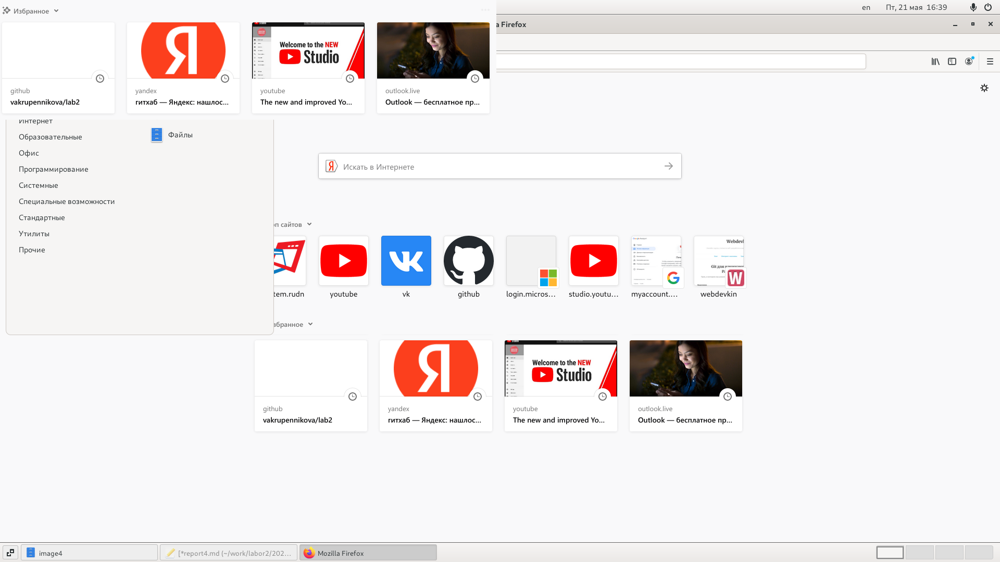 Избранное
en
Пт, 21 мая 16:39
a Firefox
Welcome to the NEW
Studio
github
vakrupennikova/lab2
yandex
гитхаб — Яндекс: нашлос...
youtube
The new and improved Yo...
outlook.live
Outlook — бесплатное пр...
Интернет
Образовательные
Офис
Программирование
Системные
Специальные возможности
Стандартные
Утилиты
Прочие
Файлы
Искать в Интернете
оп сайтов
tem.rudn
youtube
vk
github
login.micros...
studio.youtu...
myaccount....
webdevkin
збранное
Welcome to the NEW
Studio
github
vakrupennikova/lab2
yandex
гитхаб — Яндекс: нашлос...
youtube
The new and improved Yo...
outlook.live
Outlook — бесплатное пр...
image4
[*report4.md (~/work/labor2/202...
Mozilla Firefox